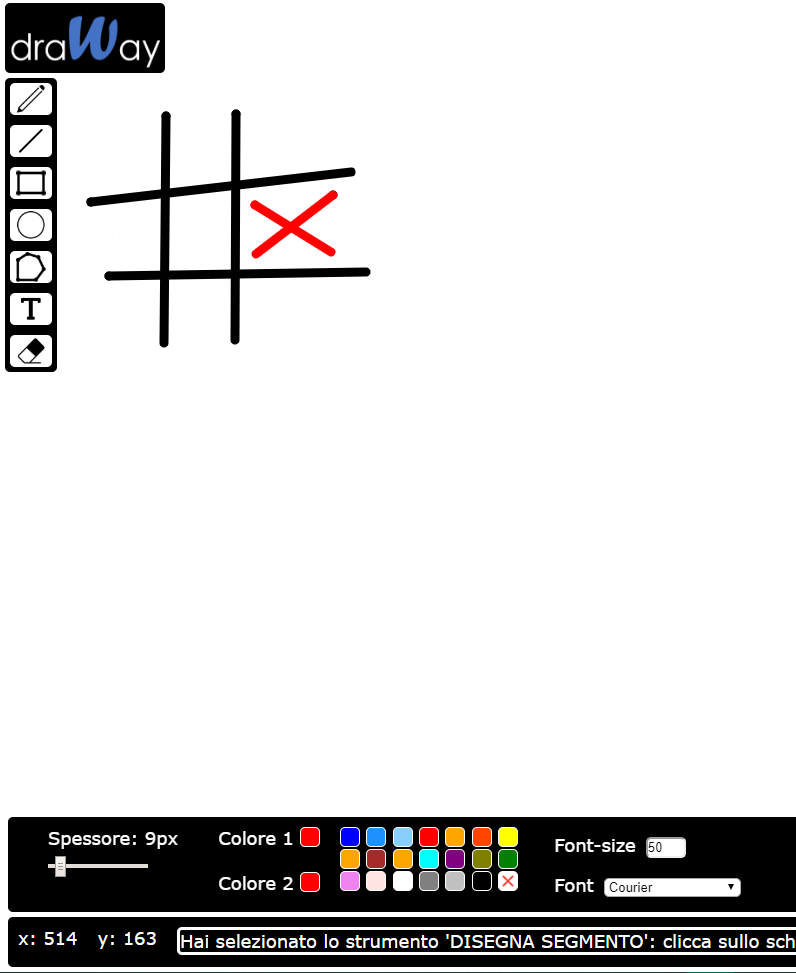 draWay
T
Spessore: 9px
Colore 1
Colore 2
Font-size 50
Font Courier
x: 514 y: 163
Hai selezionato lo strumento 'DISEGNA SEGMENTO': clicca sullo sch